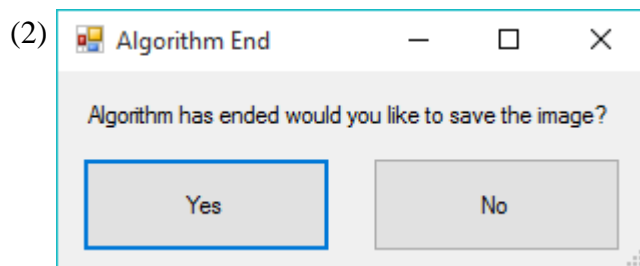 (2) Algorithm End
Algorithm has ended would you like to save the image?
Yes No